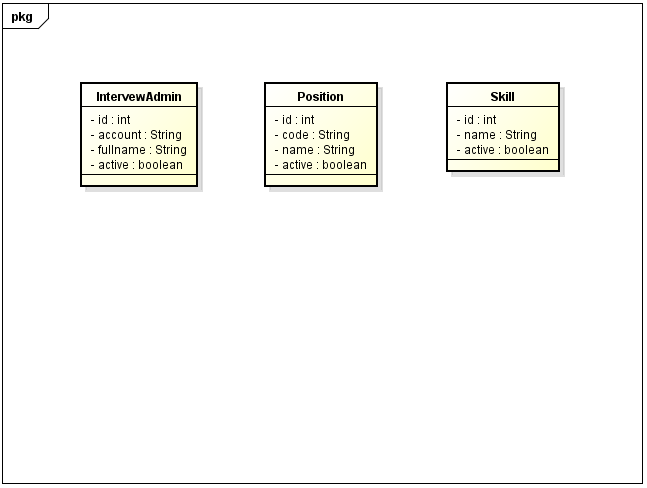 pkg
IntervewAdmin
- id : int
- account : String
- fullname : String
- active : boolean
Position
- id : int
- code : String
- name : String
- active : boolean
Skill
- id : int
- name : String
- active : boolean